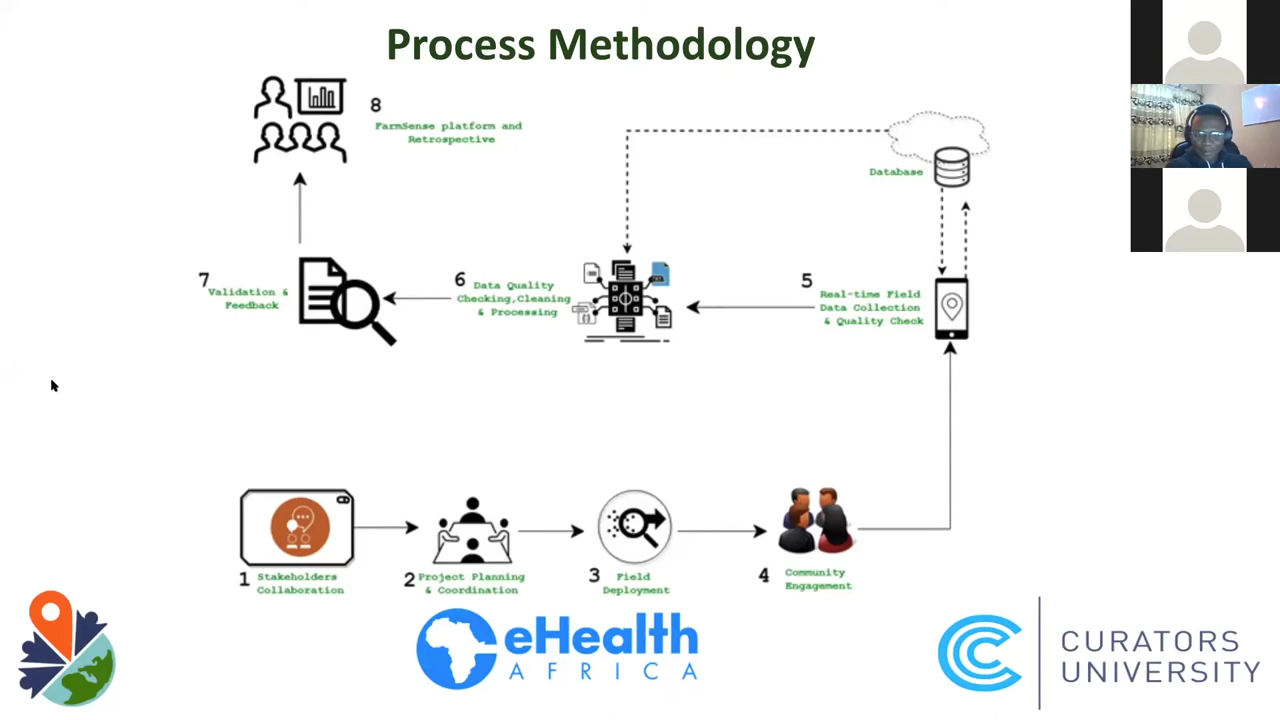 Process Methodology
8
FarmSense platform and
Retrospective
Database
7
Validation &
Feedback
6
Data Quality
Checking,Cleaning
& Processing
5
Real-time Field
Data Collection
& Quality Check
1
Stakeholders
Collaboration
2
Project Planning
& Coordination
3
Field
Deployment
4
Community
Engagement
eHealth
AFRICA
CURATORS
UNIVERSITY